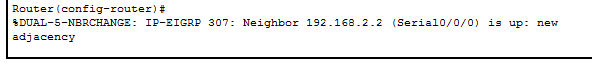 Router(config-router)#
%DUAL-5-NBRCHANGE: IP-EIGRP 307: Neighbor 192.168.2.2 (Serial0/0/0) is up: new
adjacency